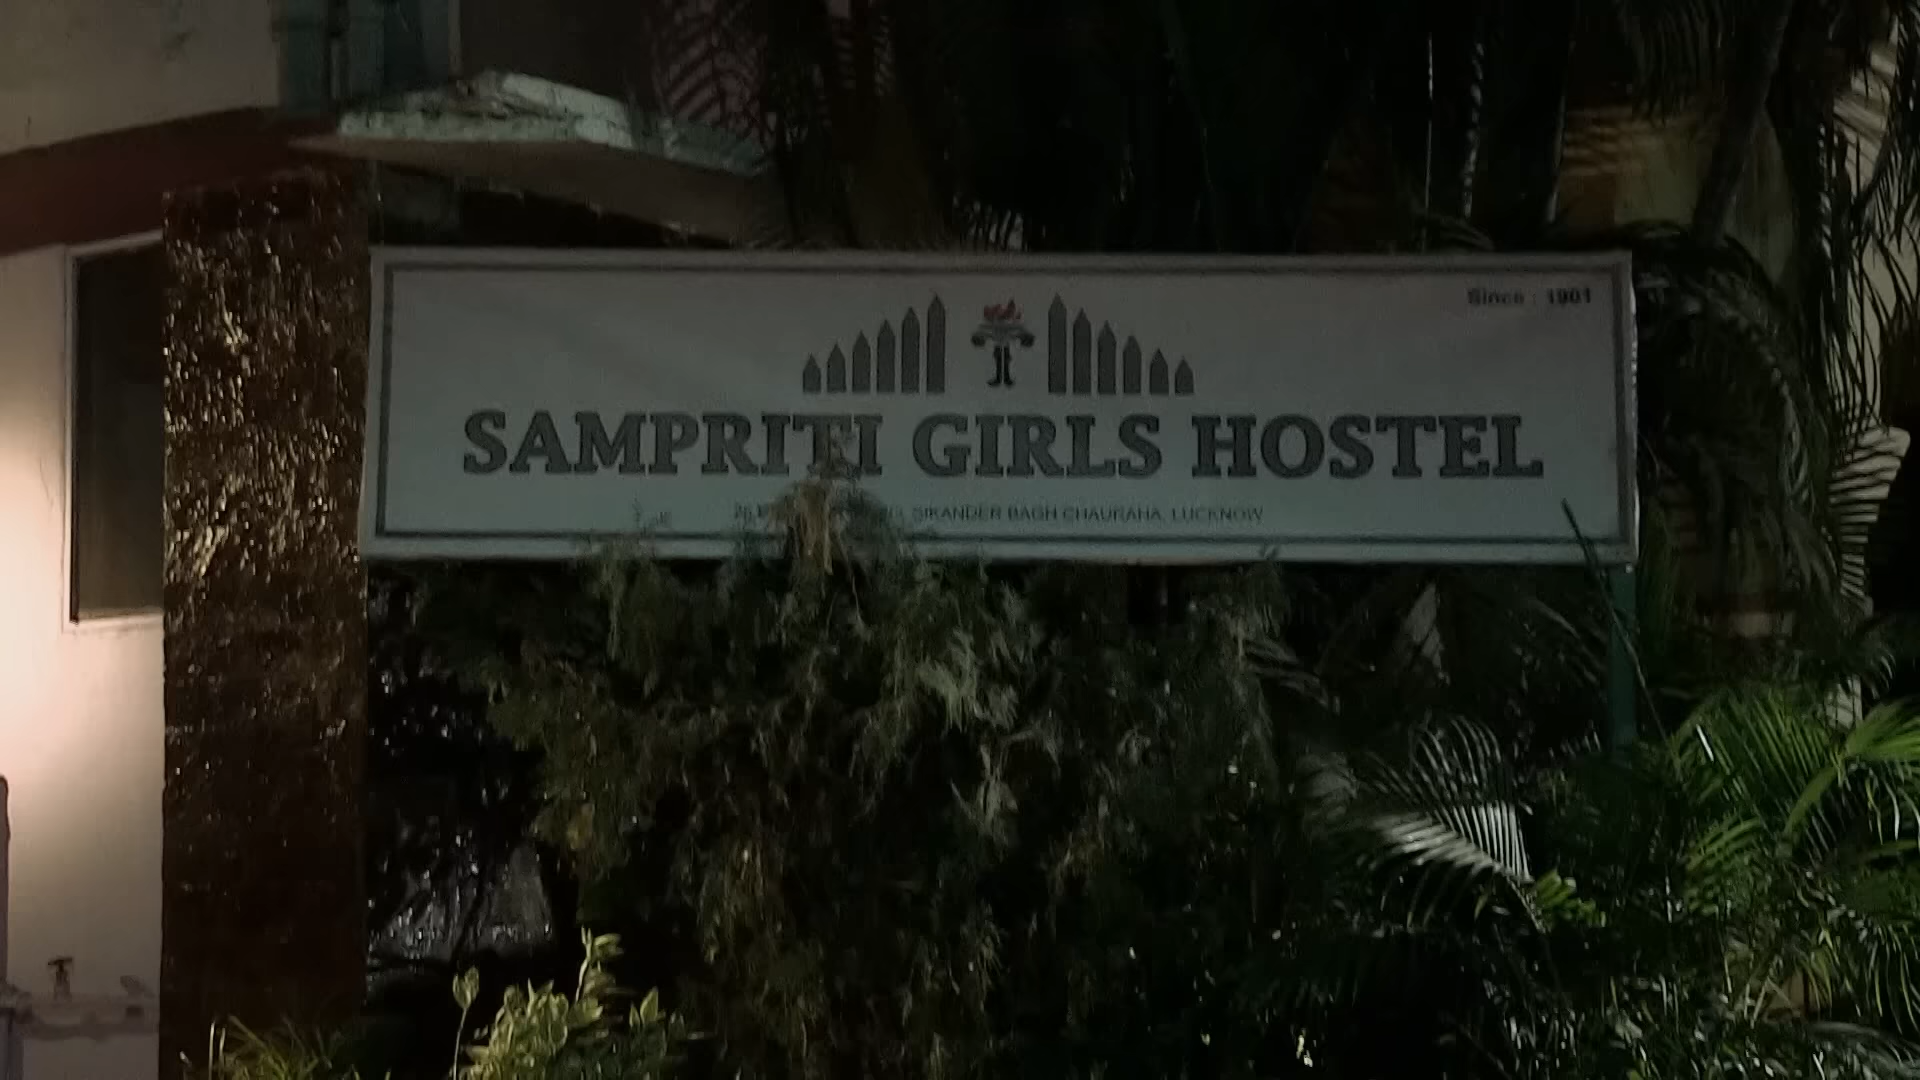 Since : 1901
SAMPRITI GIRLS HOSTEL
SIKANDER BAGH CHAURAHA, LUCKNOW